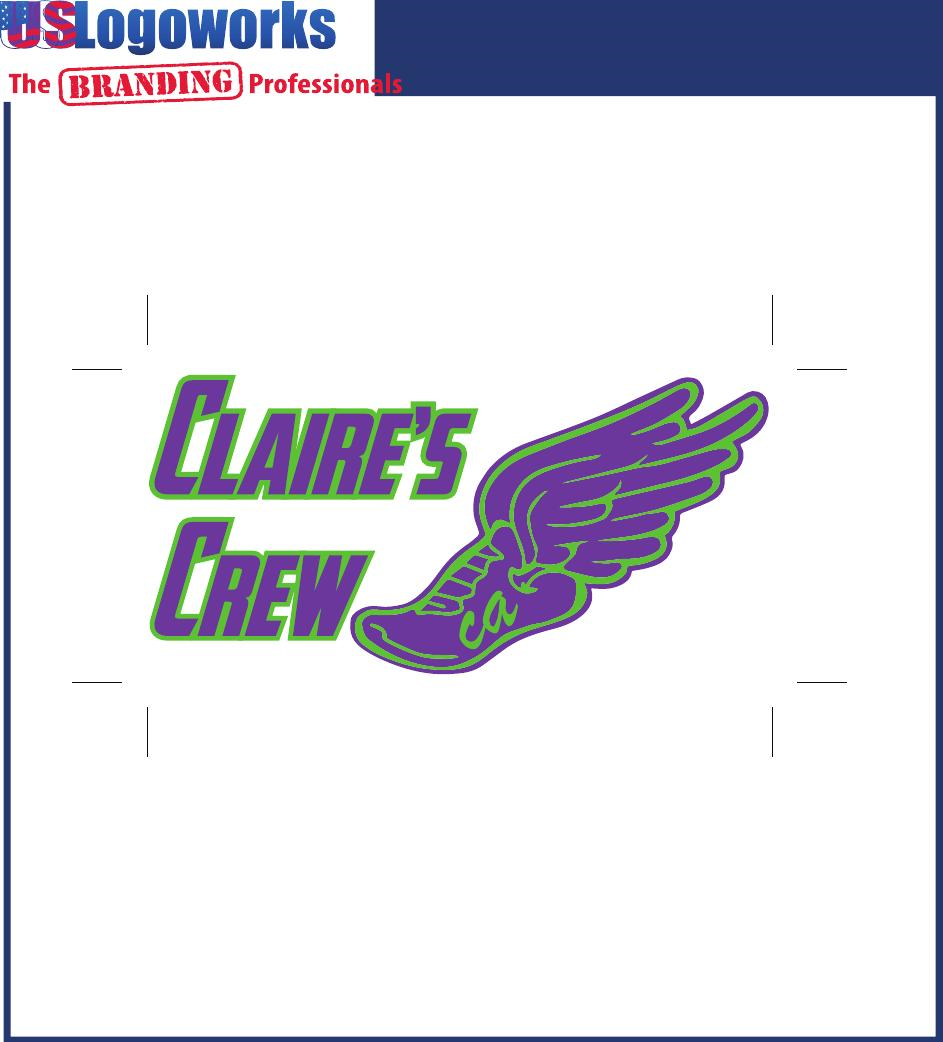 USLogoworks
The BRANDING Professionals
CLAIRE'S
CREW
ca